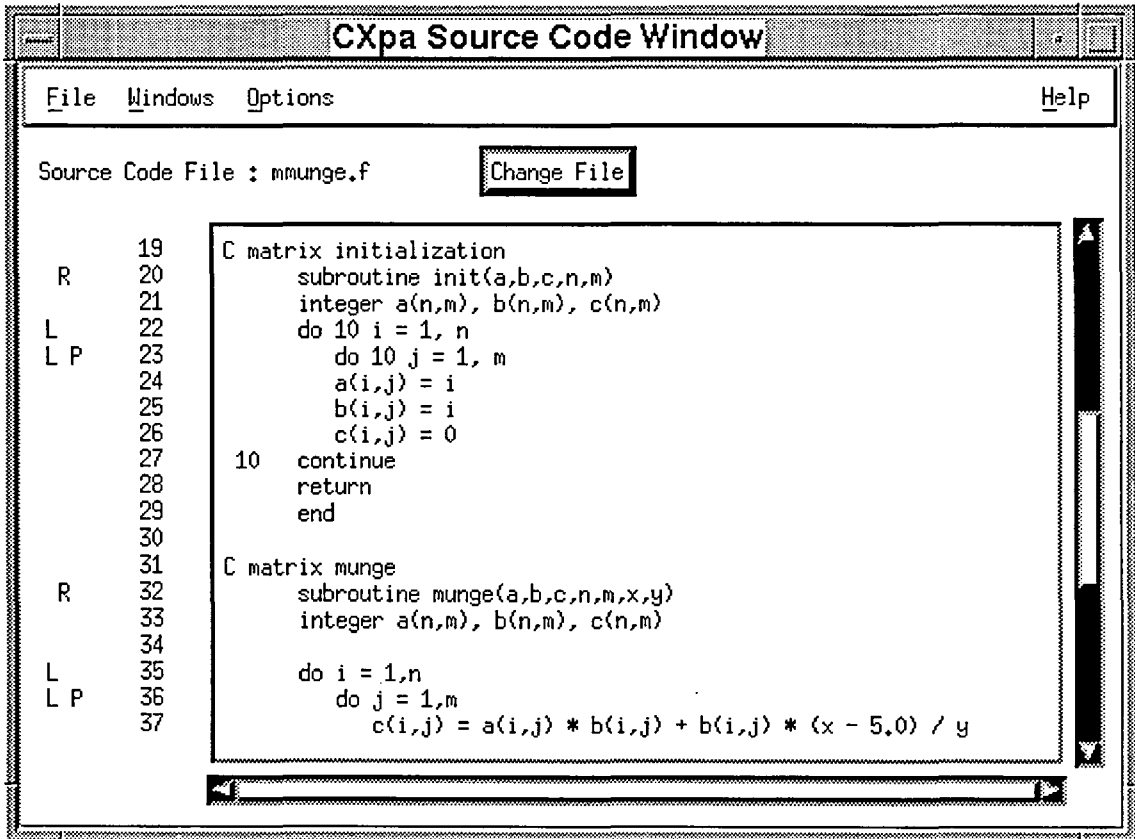 CXpa Source Code Window
File Windows Options Help
Source Code File : mmunge.f Change File
19 C matrix initialization
R 20 subroutine init(a,b,c,n,m)
21 integer a(n,m), b(n,m), c(n,m)
L 22 do 10 i = 1, n
L P 23 do 10 j = 1, m
24 a(i,j) = i
25 b(i,j) = i
26 c(i,j) = 0
27 10 continue
28 return
29 end
30
31 C matrix munge
R 32 subroutine munge(a,b,c,n,m,x,y)
33 integer a(n,m), b(n,m), c(n,m)
34
L 35 do i = 1,n
L P 36 do j = 1,m
37 c(i,j) = a(i,j) * b(i,j) + b(i,j) * (x - 5.0) / y